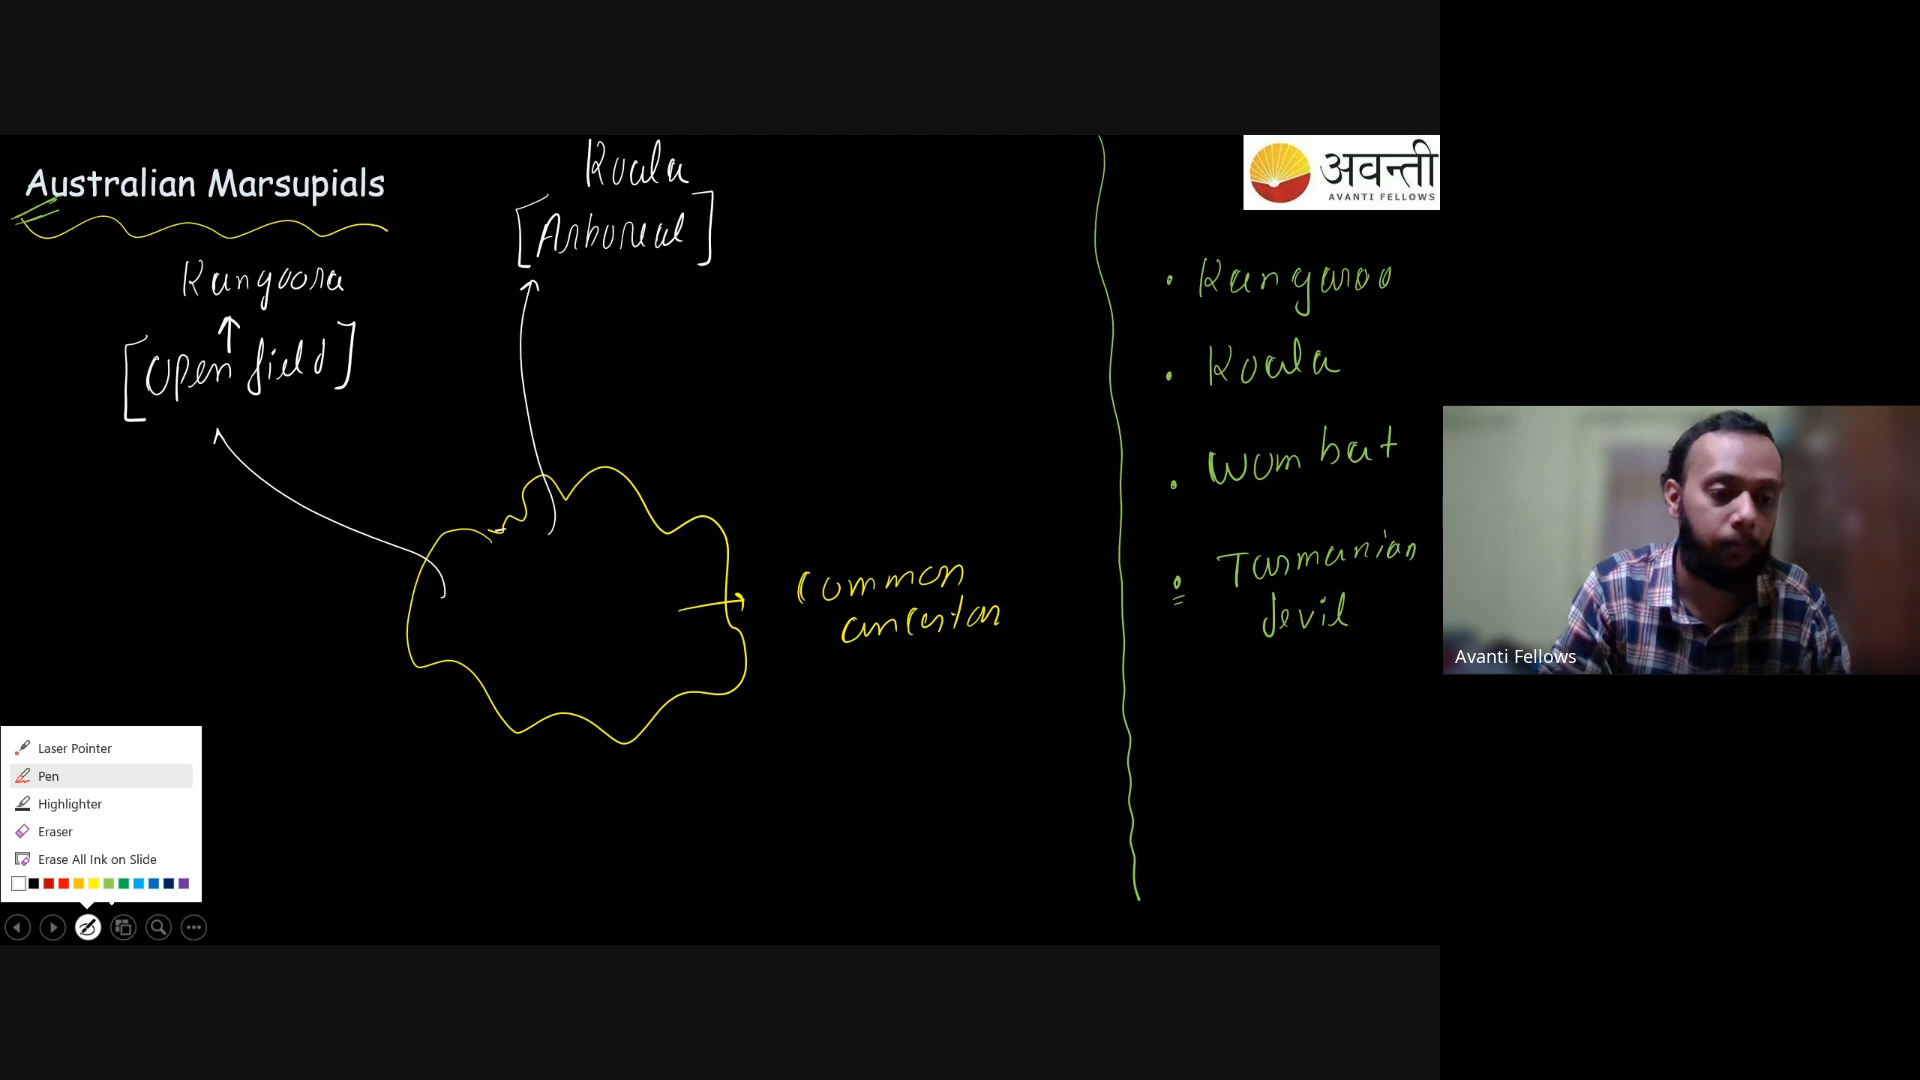 Australian Marsupials
Kangoora
[Open field]
Koala
[Arboreal]
Common
ancestor
अवन्ती
AVANTI FELLOWS
• Kangaroo
• Koala
• Wombat
• Tasmanian
devil
Avanti Fellows
Laser Pointer
Pen
Highlighter
Eraser
Erase All Ink on Slide